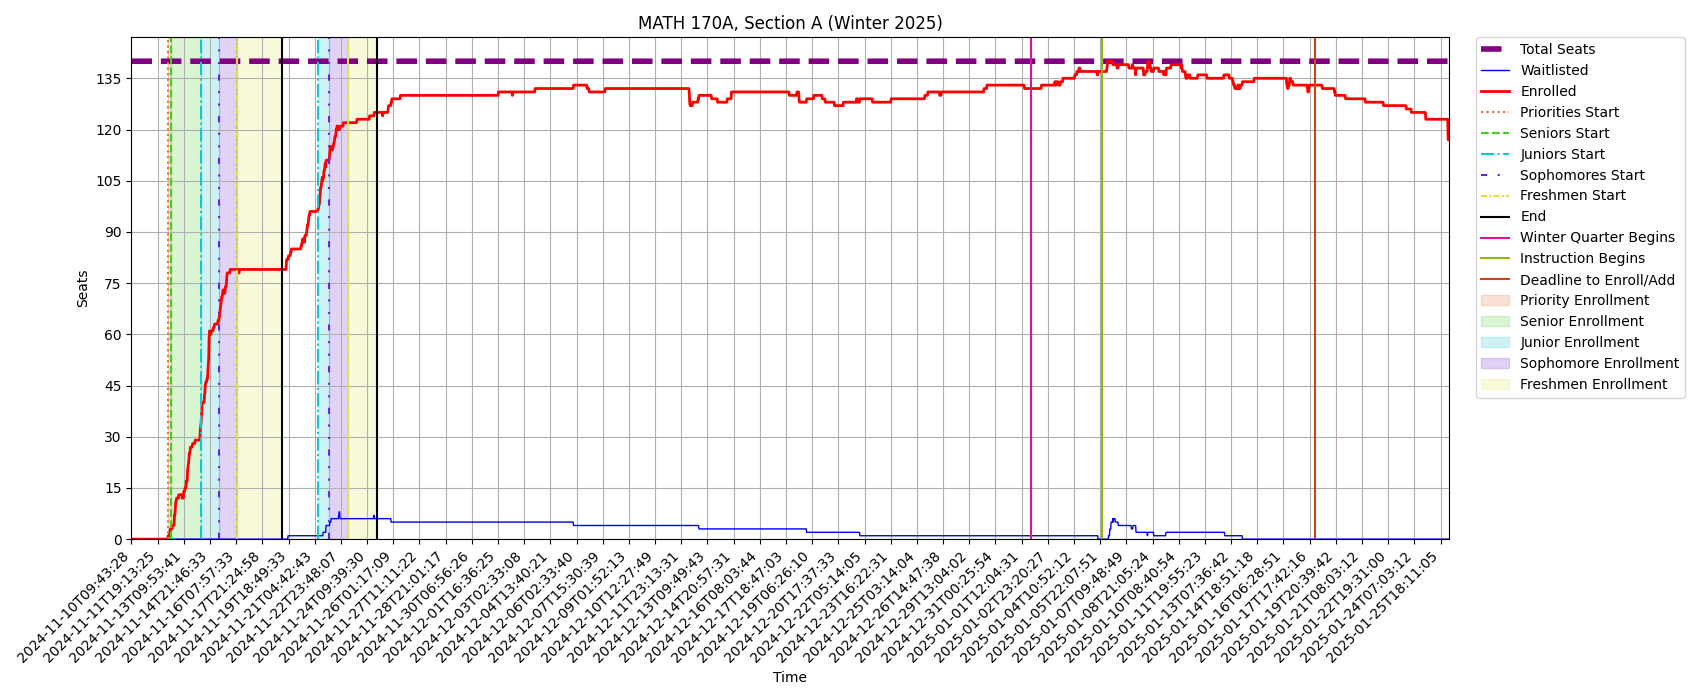 MATH 170A, Section A (Winter 2025)
Seats
135
120
105
90
75
60
45
30
15
0
2024-11-10T09:43:28
2024-11-11T19:13:25
2024-11-13T09:53:41
2024-11-14T21:46:33
2024-11-16T07:57:33
2024-11-17T21:24:58
2024-11-19T18:49:33
2024-11-21T04:42:43
2024-11-22T23:48:07
2024-11-24T09:39:30
2024-11-26T01:17:09
2024-11-27T11:11:22
2024-11-28T21:01:17
2024-11-30T06:56:26
2024-12-01T16:36:25
2024-12-03T02:33:08
2024-12-04T13:40:21
2024-12-06T02:33:40
2024-12-07T15:30:39
2024-12-09T01:52:13
2024-12-10T12:27:49
2024-12-11T23:13:31
2024-12-13T09:49:43
2024-12-14T20:57:31
2024-12-16T08:03:44
2024-12-17T18:47:03
2024-12-19T06:26:10
2024-12-20T17:37:33
2024-12-22T05:14:05
2024-12-23T16:22:31
2024-12-25T03:14:04
2024-12-26T14:47:38
2024-12-29T13:04:02
2024-12-31T00:25:54
2025-01-01T12:04:31
2025-01-02T23:20:27
2025-01-04T10:52:12
2025-01-05T22:07:51
2025-01-07T09:48:49
2025-01-08T21:05:24
2025-01-10T08:40:54
2025-01-11T19:55:23
2025-01-13T07:36:42
2025-01-14T18:51:18
2025-01-16T06:28:51
2025-01-17T17:42:16
2025-01-19T20:39:42
2025-01-21T08:03:12
2025-01-22T19:31:00
2025-01-24T07:03:12
2025-01-25T18:11:05
Time
Total Seats
Waitlisted
Enrolled
Priorities Start
Seniors Start
Juniors Start
Sophomores Start
Freshmen Start
End
Winter Quarter Begins
Instruction Begins
Deadline to Enroll/Add
Priority Enrollment
Senior Enrollment
Junior Enrollment
Sophomore Enrollment
Freshmen Enrollment